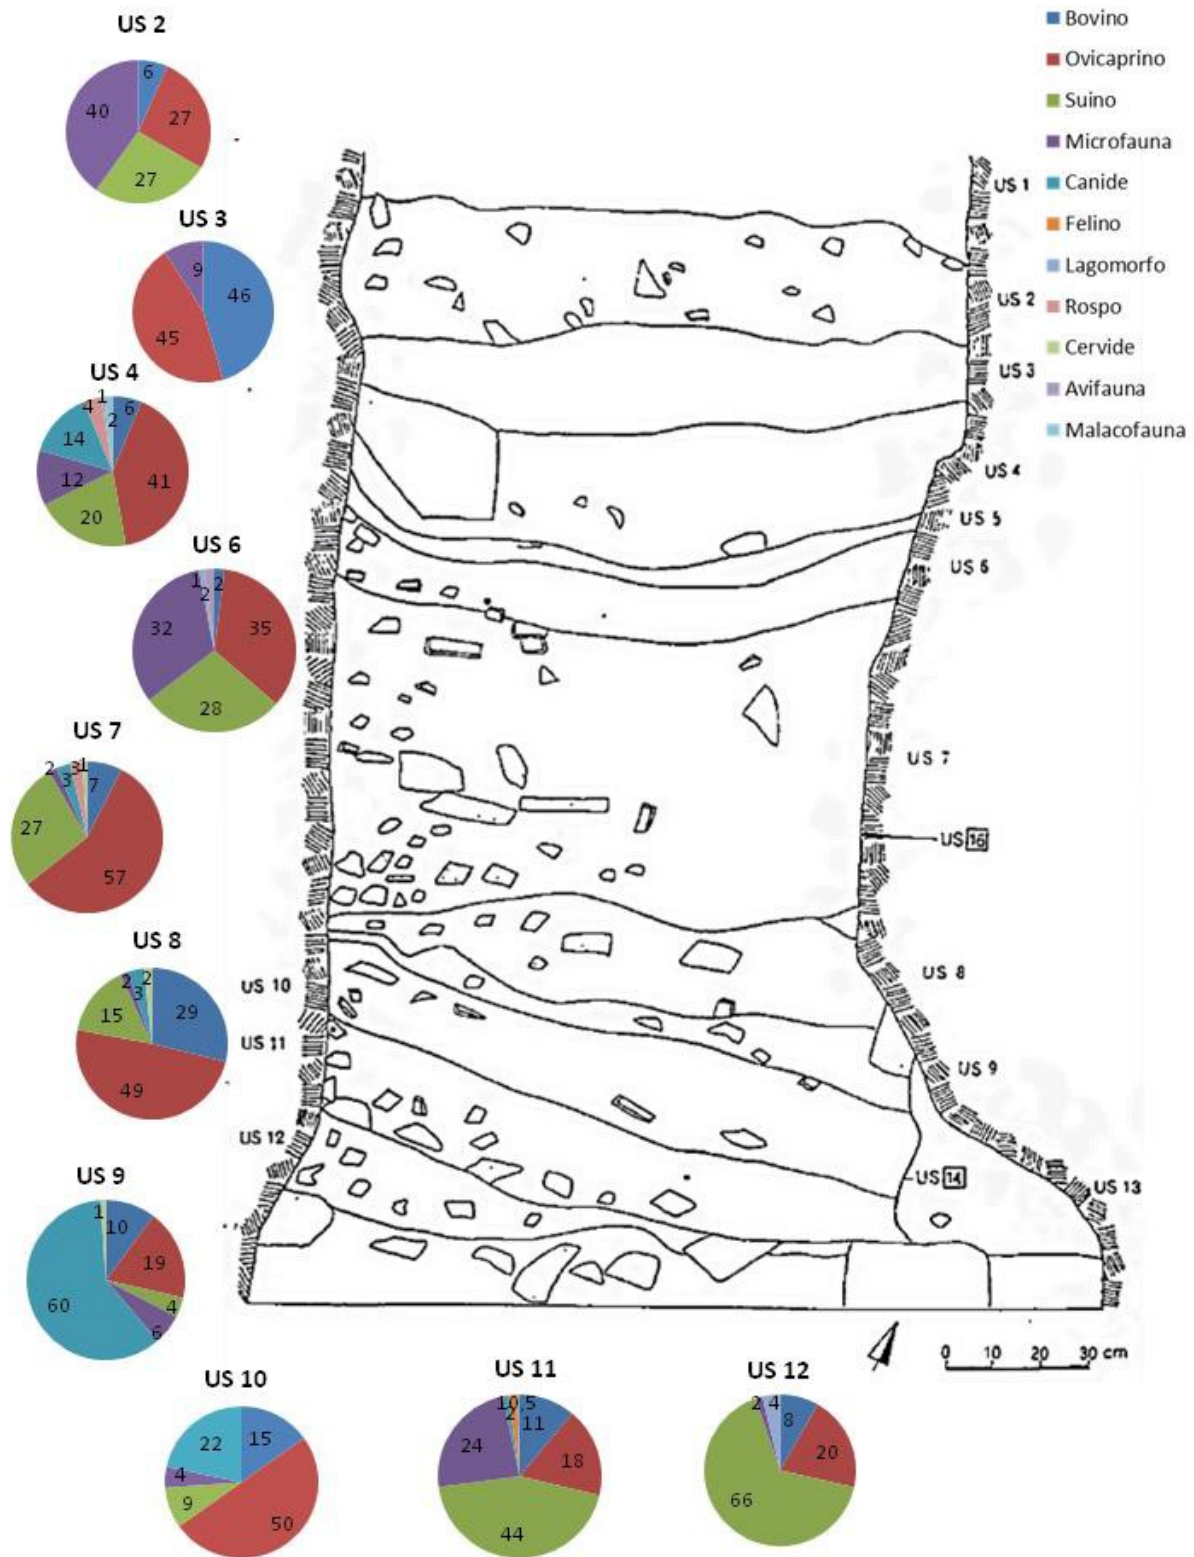 US 2
6
27
27
40
US 3
46
45
9
US 4
6
41
20
12
14
4
1
2
US 6
2
35
28
32
1
2
US 7
7
57
27
2
3
3
1
US 8
29
49
15
2
3
2
US 9
10
19
4
6
60
1
US 10
15
50
9
4
22
US 11
11
18
44
24
10
2
5
US 12
8
20
66
2
4
Bovino
Ovicaprino
Suino
Microfauna
Canide
Felino
Lagomorfo
Rospo
Cervide
Avifauna
Malacofauna
US 1
US 2
US 3
US 4
US 5
US 6
US 7
US 16
US 8
US 9
US 14
US 13
US 10
US 11
US 12
0 10 20 30 cm